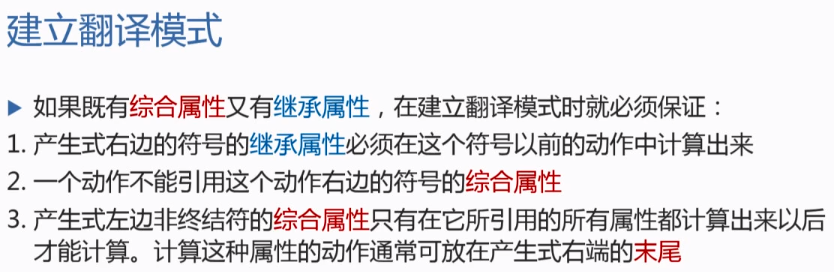 建立翻译模式
如果既有综合属性又有继承属性，在建立翻译模式时就必须保证：
1. 产生式右边的符号的继承属性必须在这个符号以前的动作中计算出来
2. 一个动作不能引用这个动作右边的符号的综合属性
3. 产生式左边非终结符的综合属性只有在它所引用的所有属性都计算出来以后
才能计算。计算这种属性的动作通常可放在产生式右端的末尾